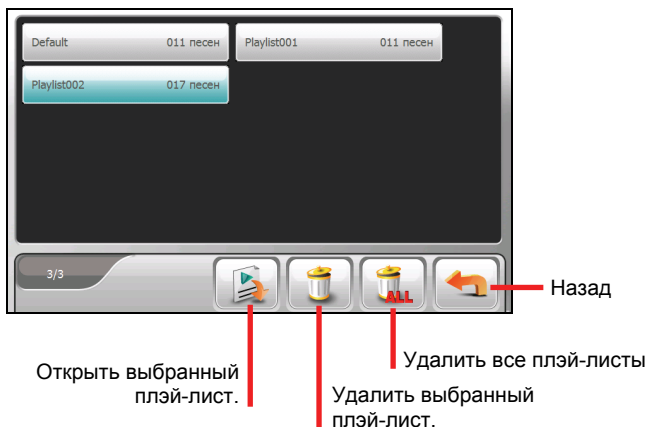 Default 011 песен
Playlist001 011 песен
Playlist002 017 песен
3/3
ALL
Назад
Удалить все плэй-листы
Открыть выбранный
плэй-лист.
Удалить выбранный
плэй-лист.